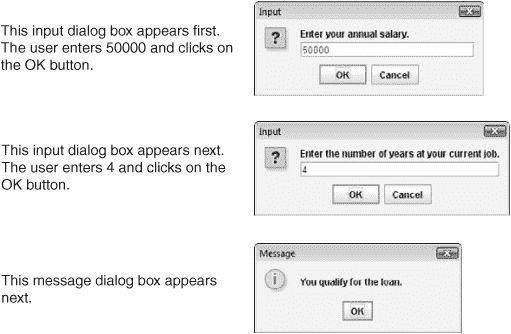 This input dialog box appears first.
The user enters 50000 and clicks on
the OK button.
Input
Enter your annual salary.
50000
OK Cancel
This input dialog box appears next.
The user enters 4 and clicks on the
OK button.
Input
Enter the number of years at your current job.
4
OK Cancel
This message dialog box appears
next.
Message
You qualify for the loan.
OK